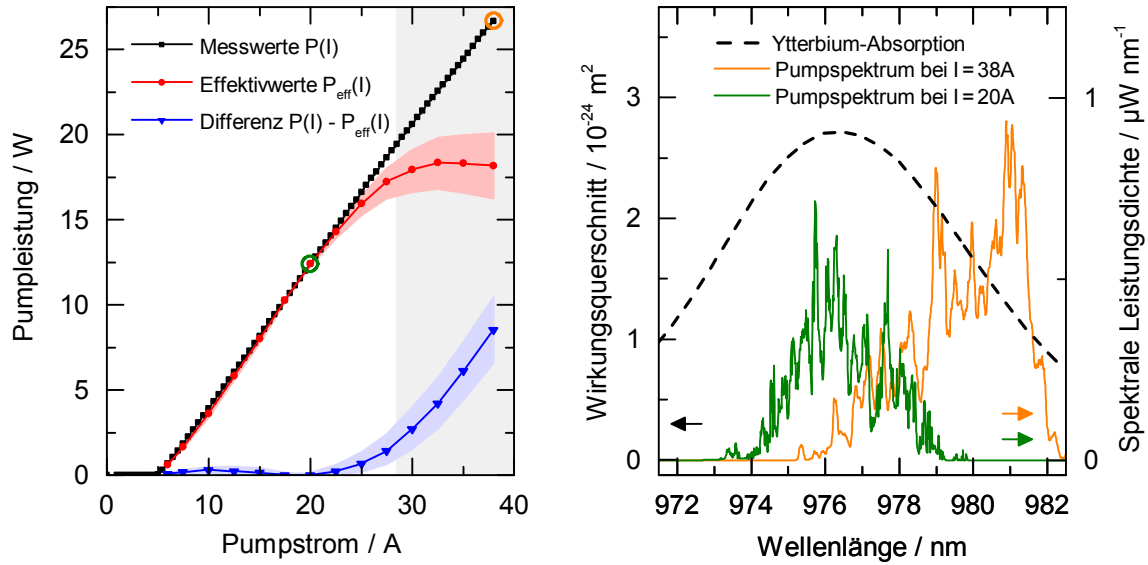 Pumpleistung / W
25
20
15
10
5
0
Messwerte P(I)
Effektivwerte P_eff(I)
Differenz P(I) - P_eff(I)
0 10 20 30 40
Pumpstrom / A
Wirkungsquerschnitt / 10^-24 m^2
3
2
1
0
Ytterbium-Absorption
Pumpspektrum bei I = 38A
Pumpspektrum bei I = 20A
1
0
Spektrale Leistungsdichte / µW nm^-1
972 974 976 978 980 982
Wellenlänge / nm